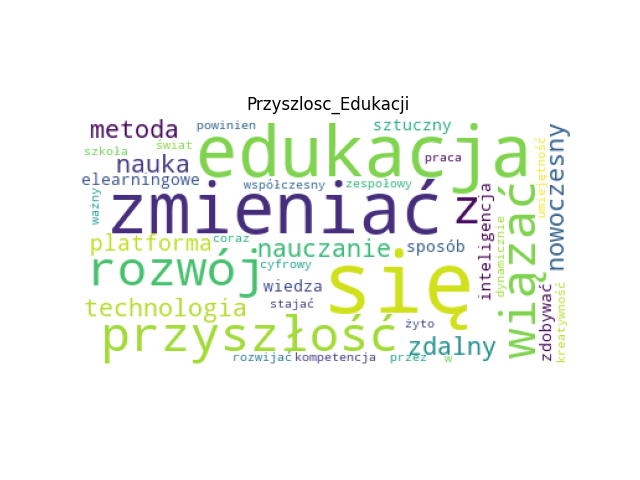 Przyszlosc_Edukacji
metoda
powinien
sztuczny
edukacja
szkoła
świat
nauka
praca
umiejętność
nowoczesny
elearningowe
współczesny
zespołowy
zmieniać
z
ważny
inteligencja
dynamicznie
wiązać
platforma
coraz
nauczanie
sposób
rozwój
cyfrowy
się
wiedza
technologia
stajać
zdobywać
kreatywność
przyszłość
żyto
zdalny
rozwijać
kompetencja
przez
w